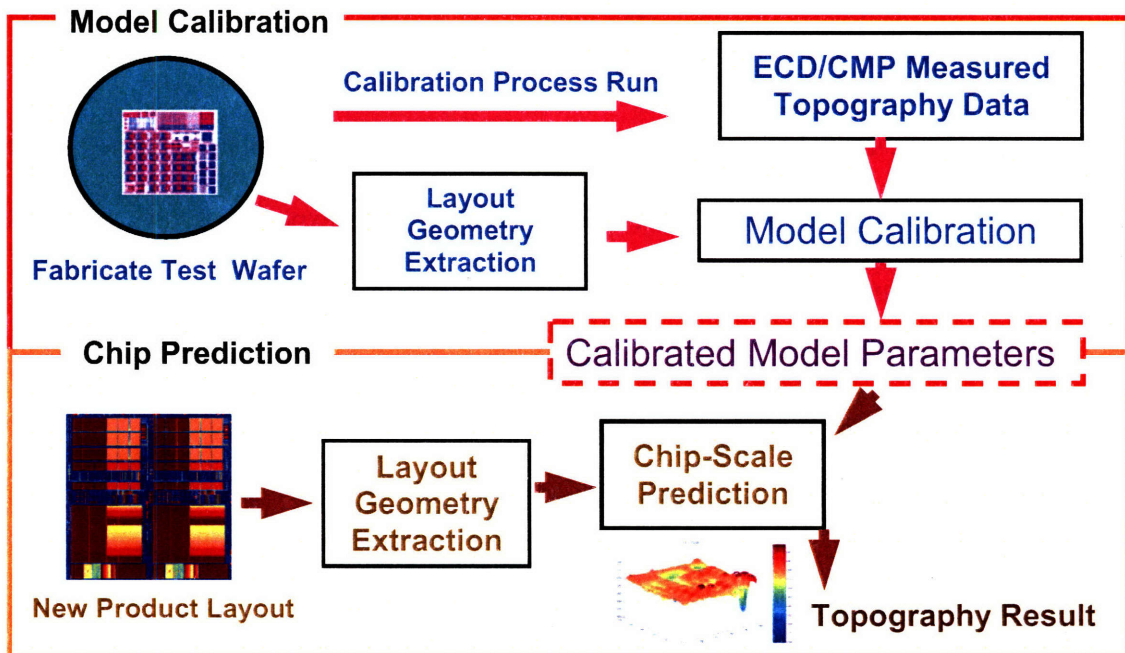 Model Calibration
Calibration Process Run
ECD/CMP Measured
Topography Data
Layout
Geometry
Extraction
Model Calibration
Fabricate Test Wafer
Chip Prediction
Calibrated Model Parameters
Layout
Geometry
Extraction
Chip-Scale
Prediction
New Product Layout
Topography Result